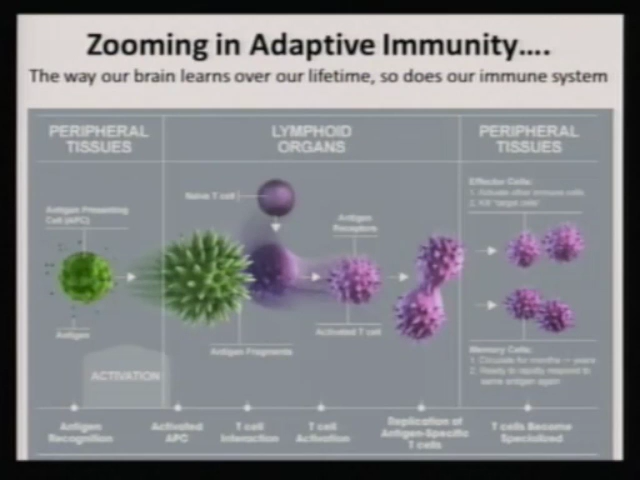 Zooming in Adaptive Immunity....
The way our brain learns over our lifetime, so does our immune system
PERIPHERAL
TISSUES
LYMPHOID
ORGANS
PERIPHERAL
TISSUES
Antigen Presenting
Cell (APC)
Naive T cell
Antigen
Receptors
Effector Cells:
1. Activate other immune cells
2. Kill "target cells"
Antigen
Antigen Fragments
Activated T cell
Memory Cells:
1. Circulate for months — years
2. Ready to rapidly respond to
same antigen again
ACTIVATION
Antigen
Recognition
Activated
APC
T cell
Interaction
T cell
Activation
Replication of
Antigen-Specific
T cells
T cells Become
Specialized